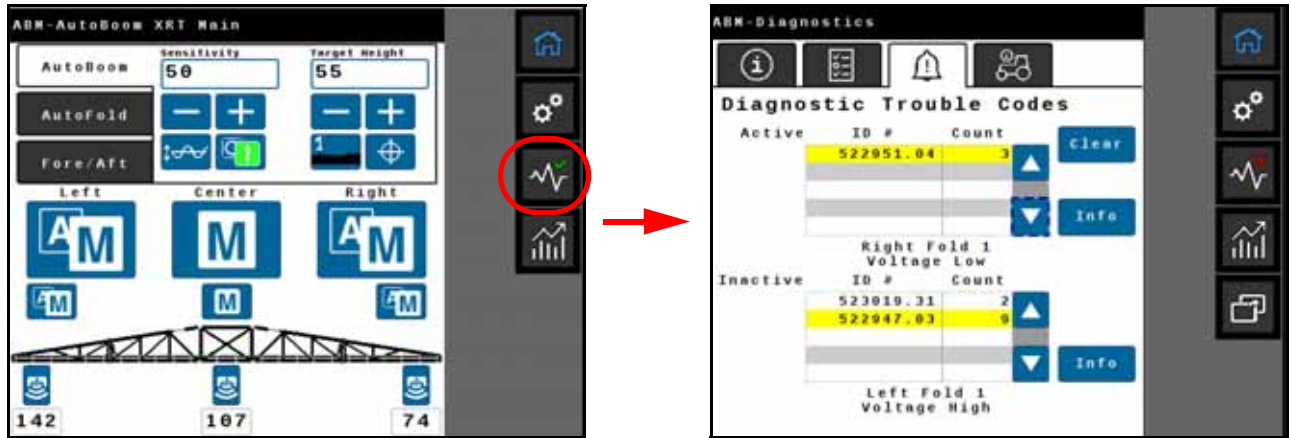 ABM-AutoBoom XRT Main
Sensitivity Target Height
AutoBoom 50 55
AutoFold
1
Fore/Aft
Left Center Right
A M M A M
A M M A M
142 107 74
ABM-Diagnostics
Diagnostic Trouble Codes
Active ID # Count
522951.04 3
Clear
Info
Right Fold 1
Voltage Low
Inactive ID # Count
523019.31 2
522947.03 9
Info
Left Fold 1
Voltage High